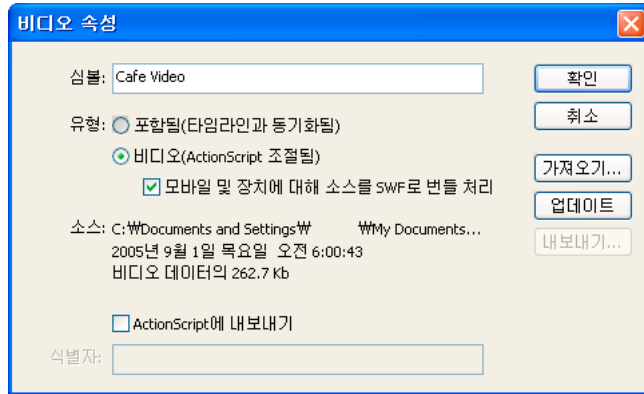 비디오 속성
심볼: Cafe Video
확인
유형: 포함됨(타임라인과 동기화됨)
취소
비디오(ActionScript 조절됨)
가져오기...
모바일 및 장치에 대해 소스를 SWF로 번들 처리
업데이트
소스: C:₩Documents and Settings₩ ₩My Documents...
내보내기...
2005년 9월 1일 목요일 오전 6:00:43
비디오 데이터의 262.7 Kb
ActionScript에 내보내기
식별자: